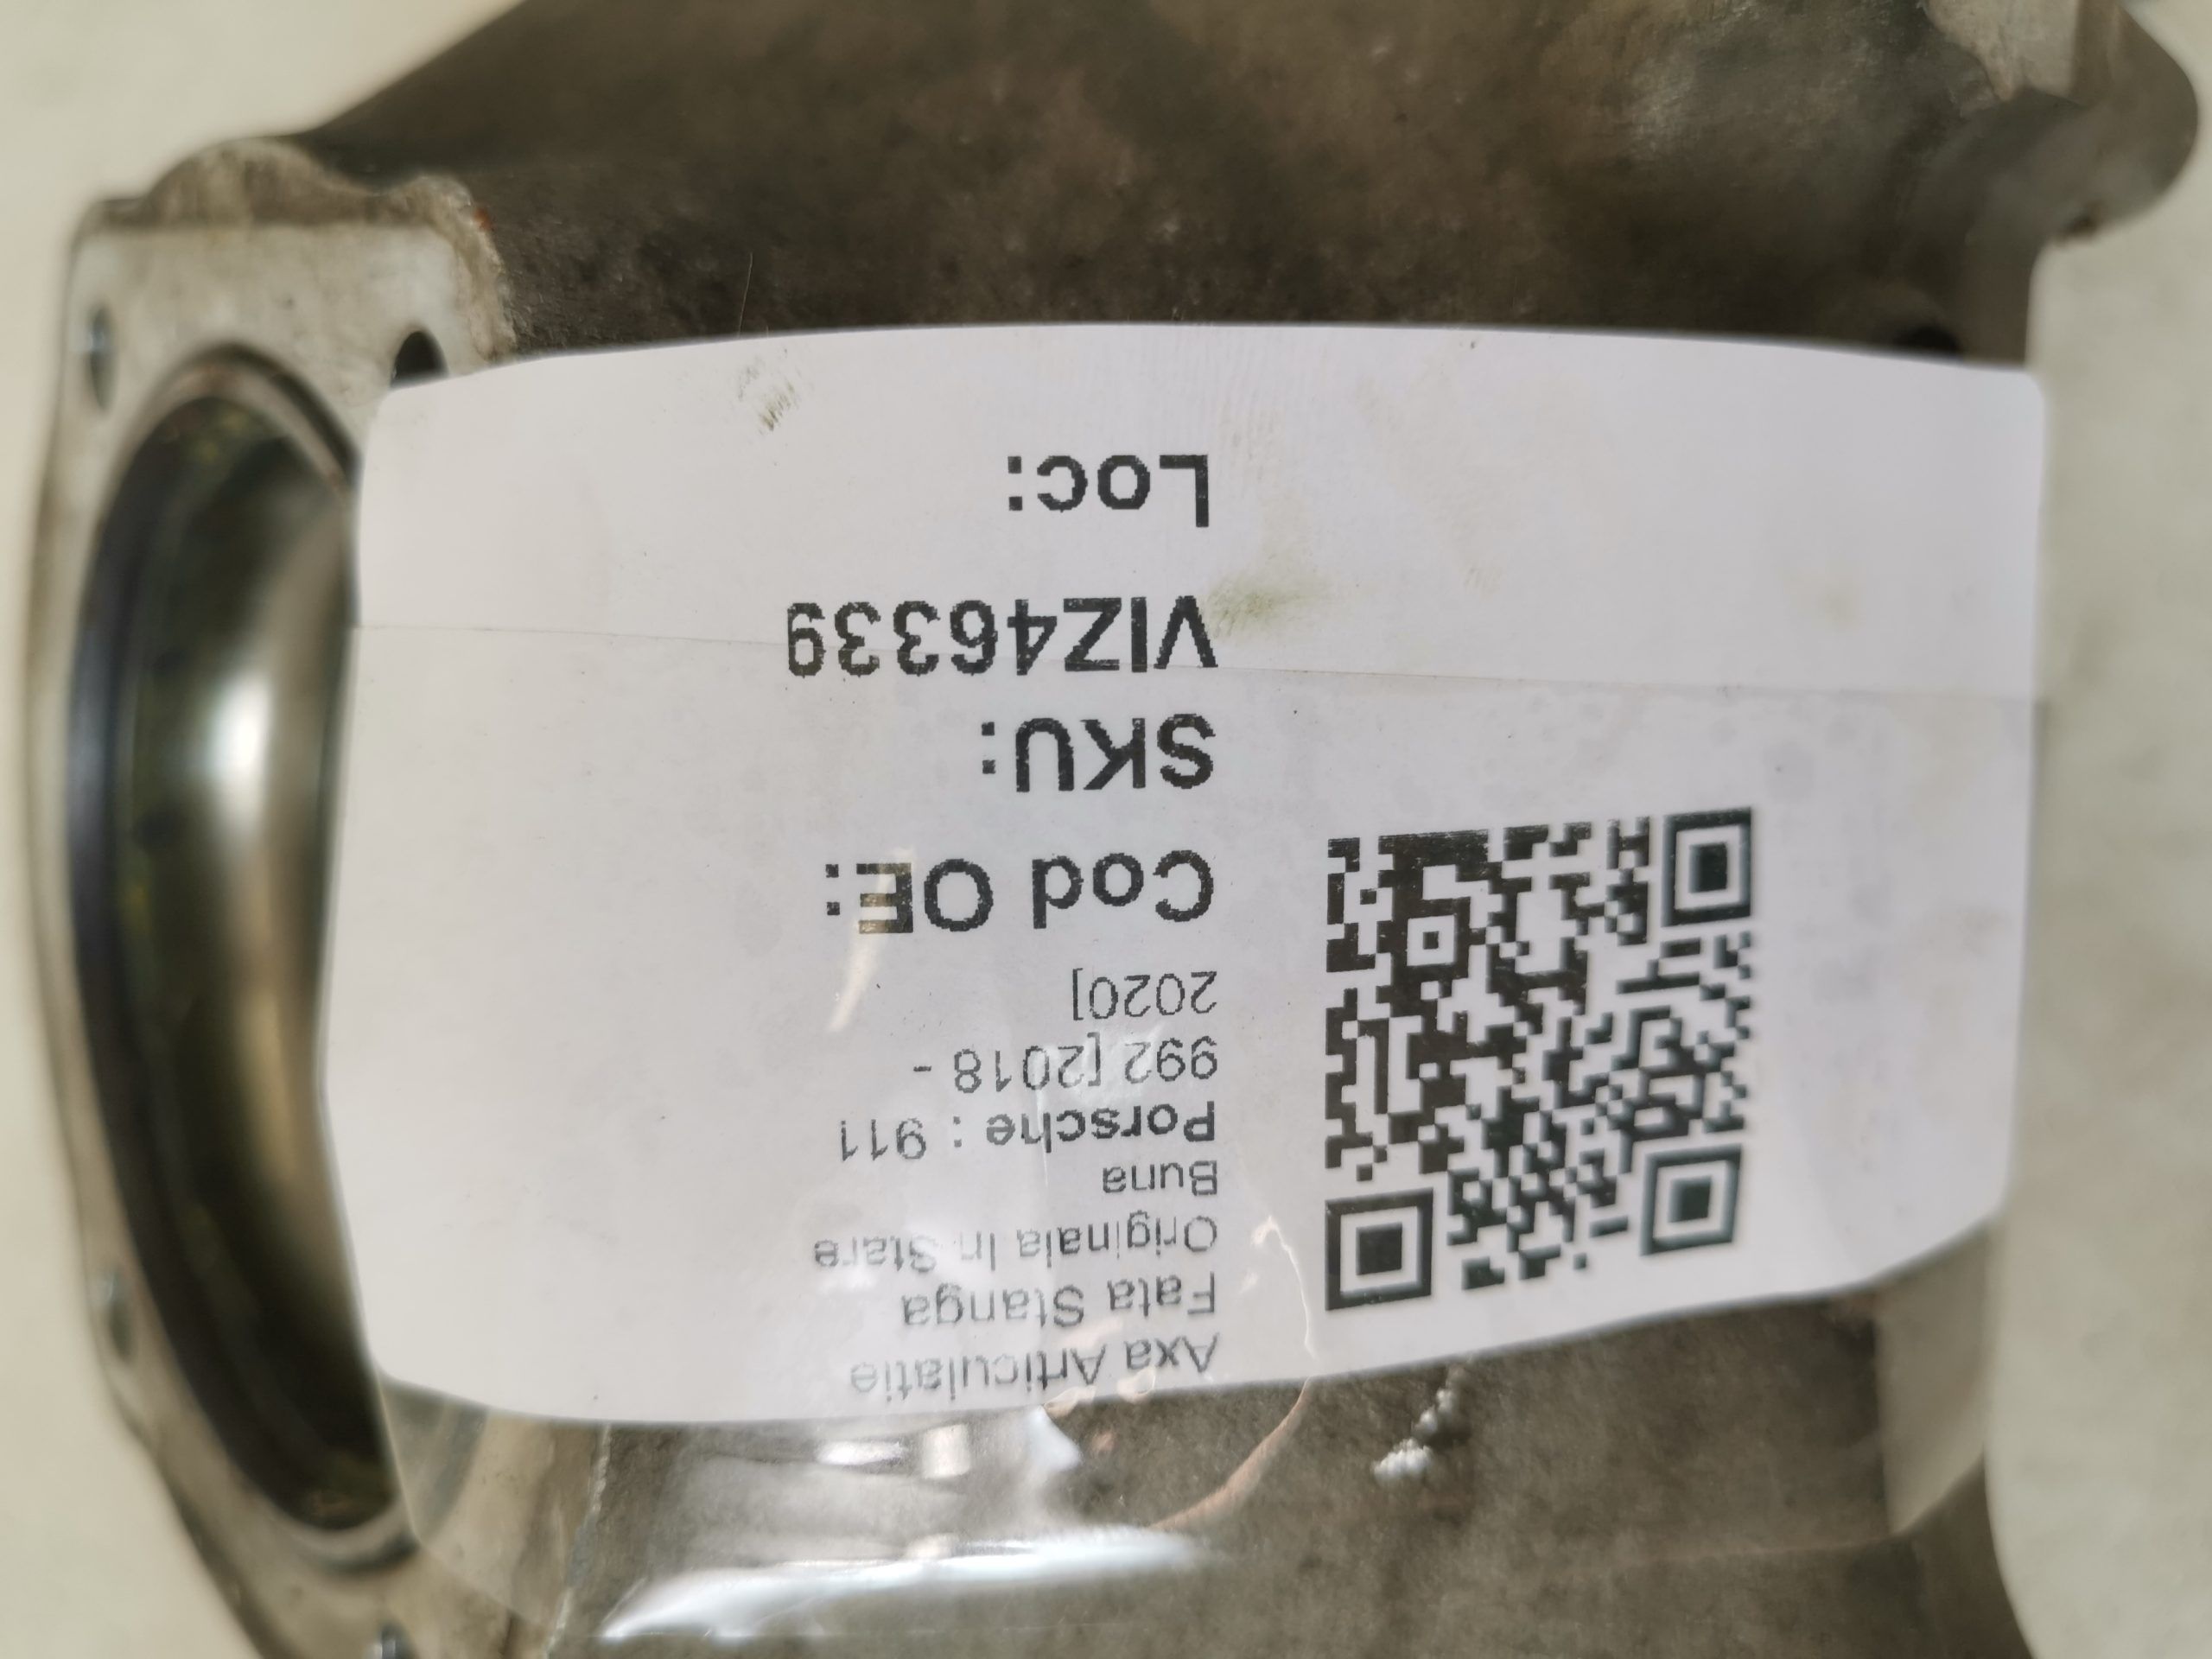 Axa Articulatie
Fata Stanga
Originala In Stare
Buna
Porsche : 911
992 [2018 -
2020]
Cod OE:
SKU:
VIZ46339
Loc: